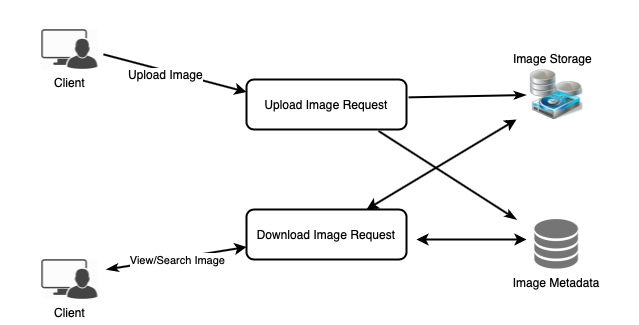 Client
Upload Image
Upload Image Request
Image Storage
Download Image Request
View/Search Image
Client
Image Metadata